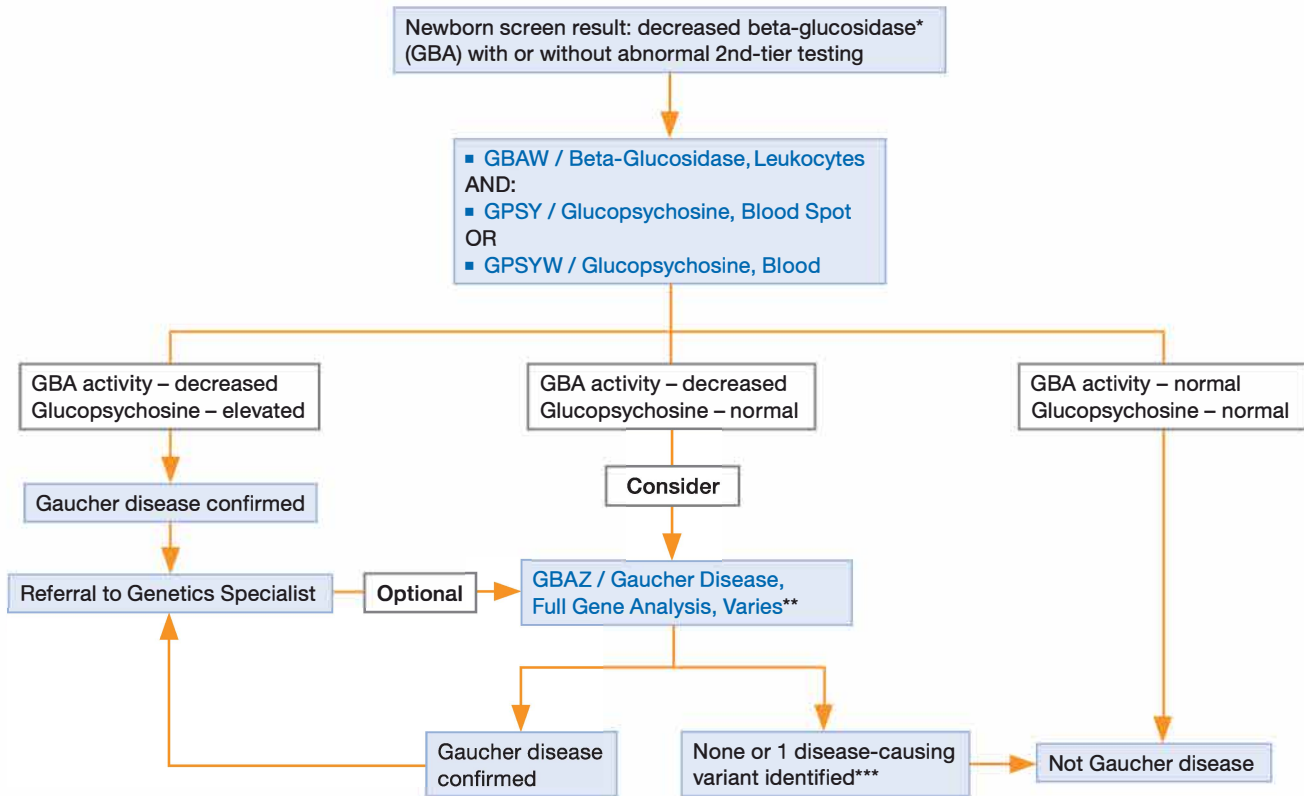 Newborn screen result: decreased beta-glucosidase*
(GBA) with or without abnormal 2nd-tier testing
▪ GBAW / Beta-Glucosidase, Leukocytes
AND:
▪ GPSY / Glucopsychosine, Blood Spot
OR
▪ GPSYW / Glucopsychosine, Blood
GBA activity – decreased
Glucopsychosine – elevated
GBA activity – decreased
Glucopsychosine – normal
GBA activity – normal
Glucopsychosine – normal
Consider
Gaucher disease confirmed
Referral to Genetics Specialist
Optional
GBAZ / Gaucher Disease,
Full Gene Analysis, Varies**
Gaucher disease
confirmed
None or 1 disease-causing
variant identified***
Not Gaucher disease